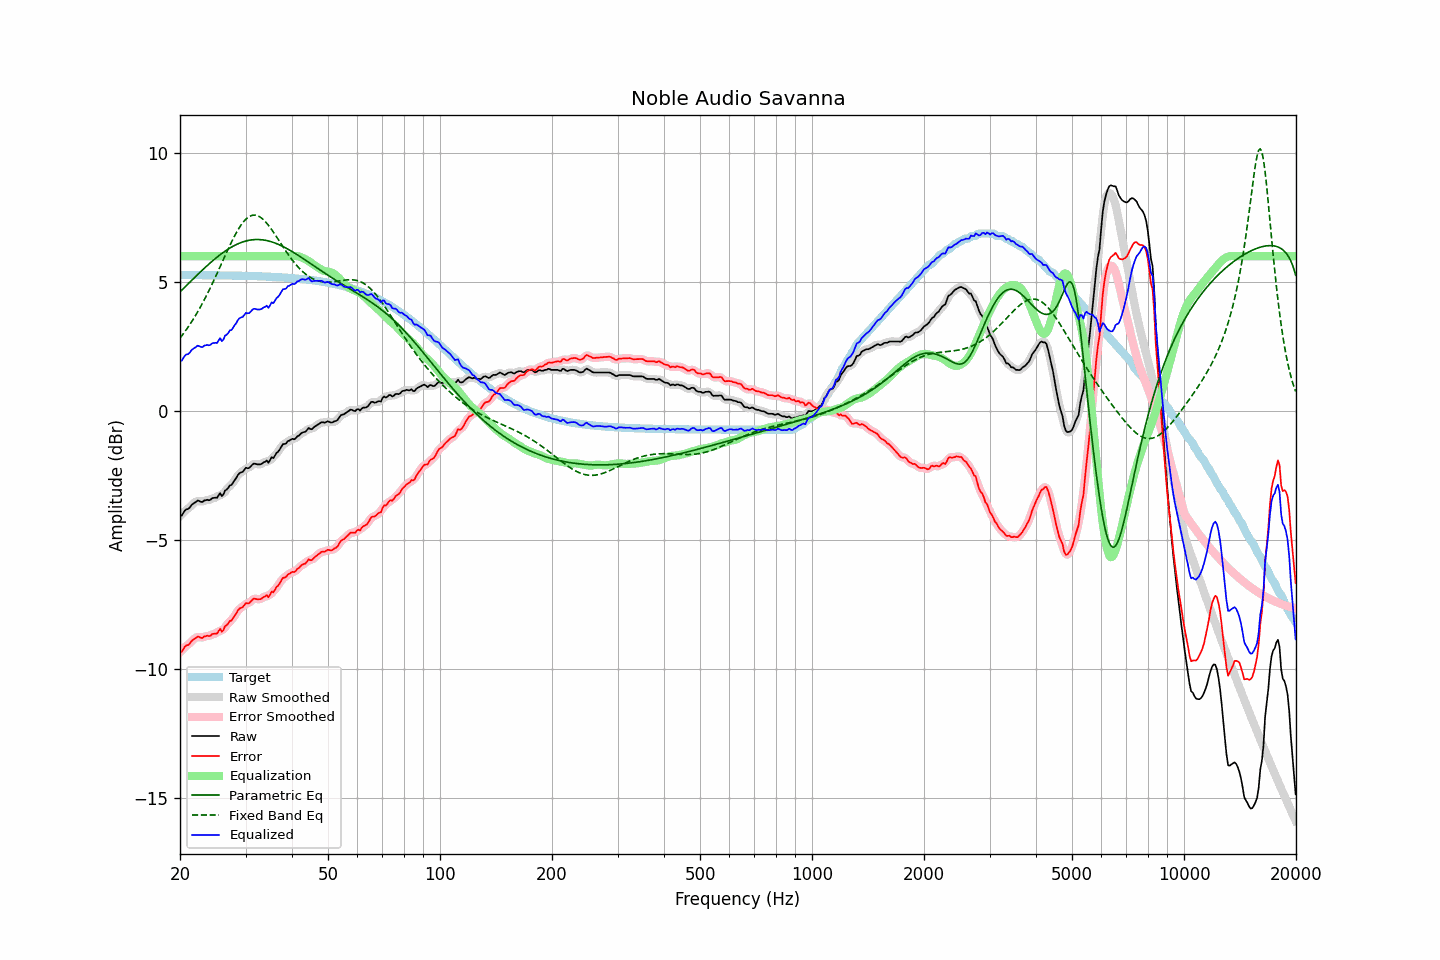 Noble Audio Savanna
10
5
0
−5
−10
−15
Amplitude (dBr)
Target
Raw Smoothed
Error Smoothed
Raw
Error
Equalization
Parametric Eq
Fixed Band Eq
Equalized
20 50 100 200 500 1000 2000 5000 10000 20000
Frequency (Hz)